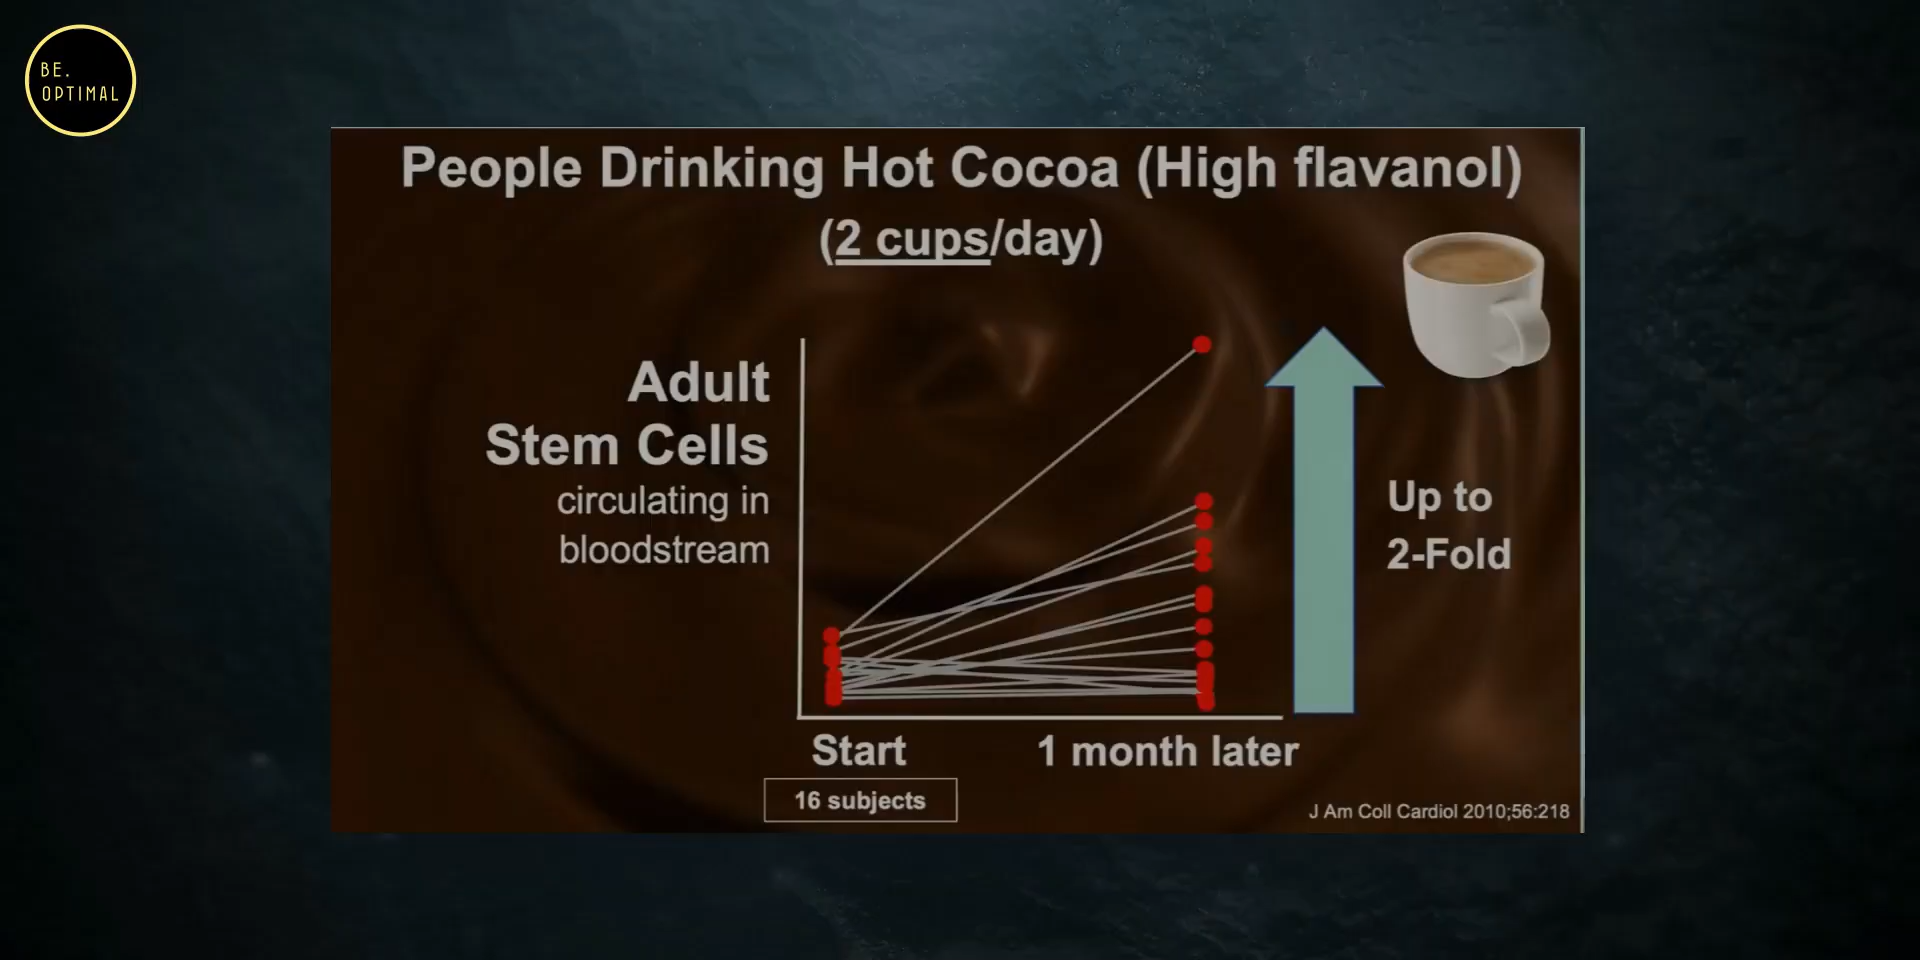 BE.
OPTIMAL
People Drinking Hot Cocoa (High flavanol)
(2 cups/day)
Adult
Stem Cells
circulating in
bloodstream
Up to
2-Fold
Start
1 month later
16 subjects
J Am Coll Cardiol 2010;56:218